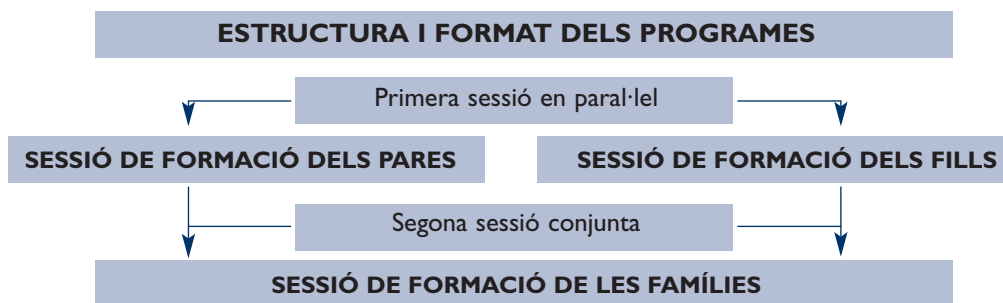 ESTRUCTURA I FORMAT DELS PROGRAMES
Primera sessió en paral·lel
SESSIÓ DE FORMACIÓ DELS PARES
SESSIÓ DE FORMACIÓ DELS FILLS
Segona sessió conjunta
SESSIÓ DE FORMACIÓ DE LES FAMÍLIES